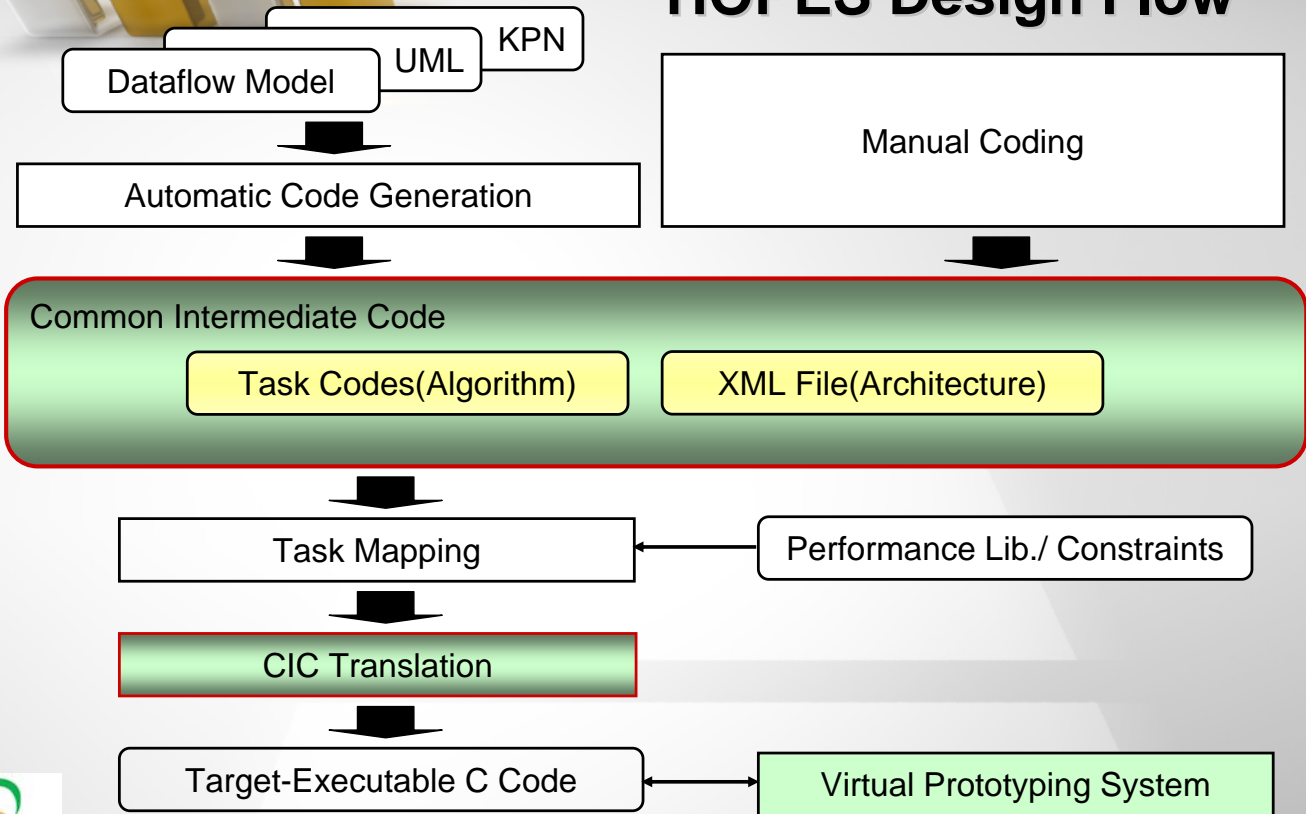 HOPES Design Flow
KPN
UML
Dataflow Model
Manual Coding
Automatic Code Generation
Common Intermediate Code
Task Codes(Algorithm)
XML File(Architecture)
Task Mapping
Performance Lib./ Constraints
CIC Translation
Target-Executable C Code
Virtual Prototyping System